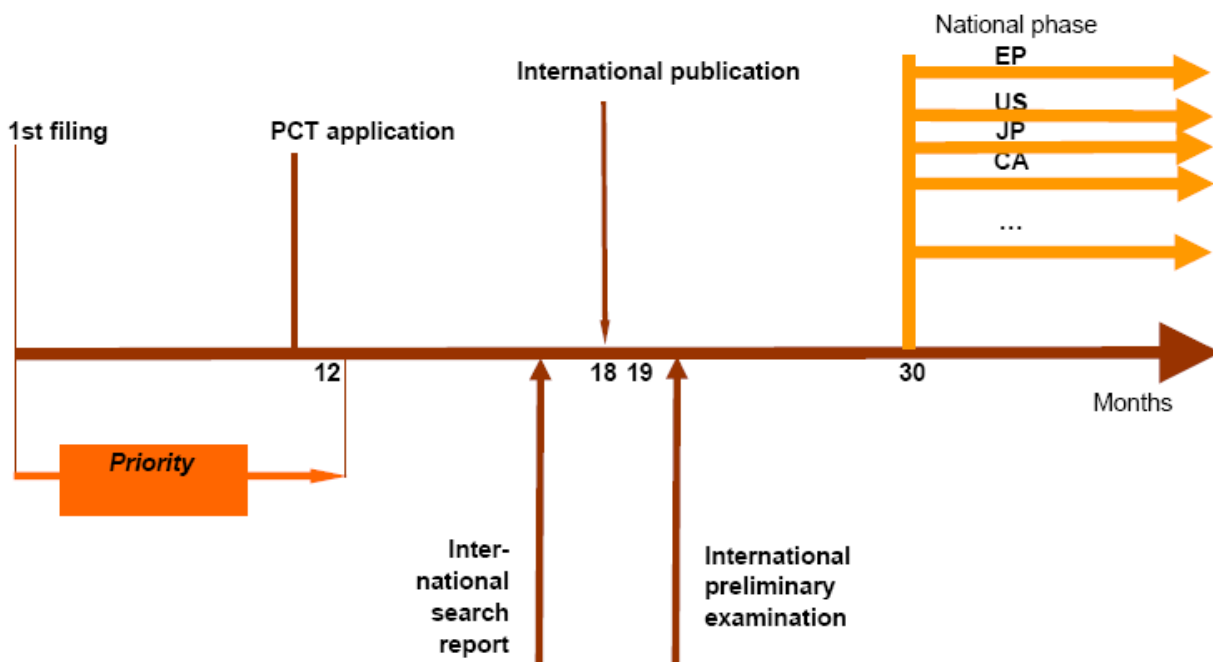 National phase
EP
International publication
US
1st filing
PCT application
JP
CA
...
12
18
19
30
Months
Priority
Inter-
national
search
report
International
preliminary
examination